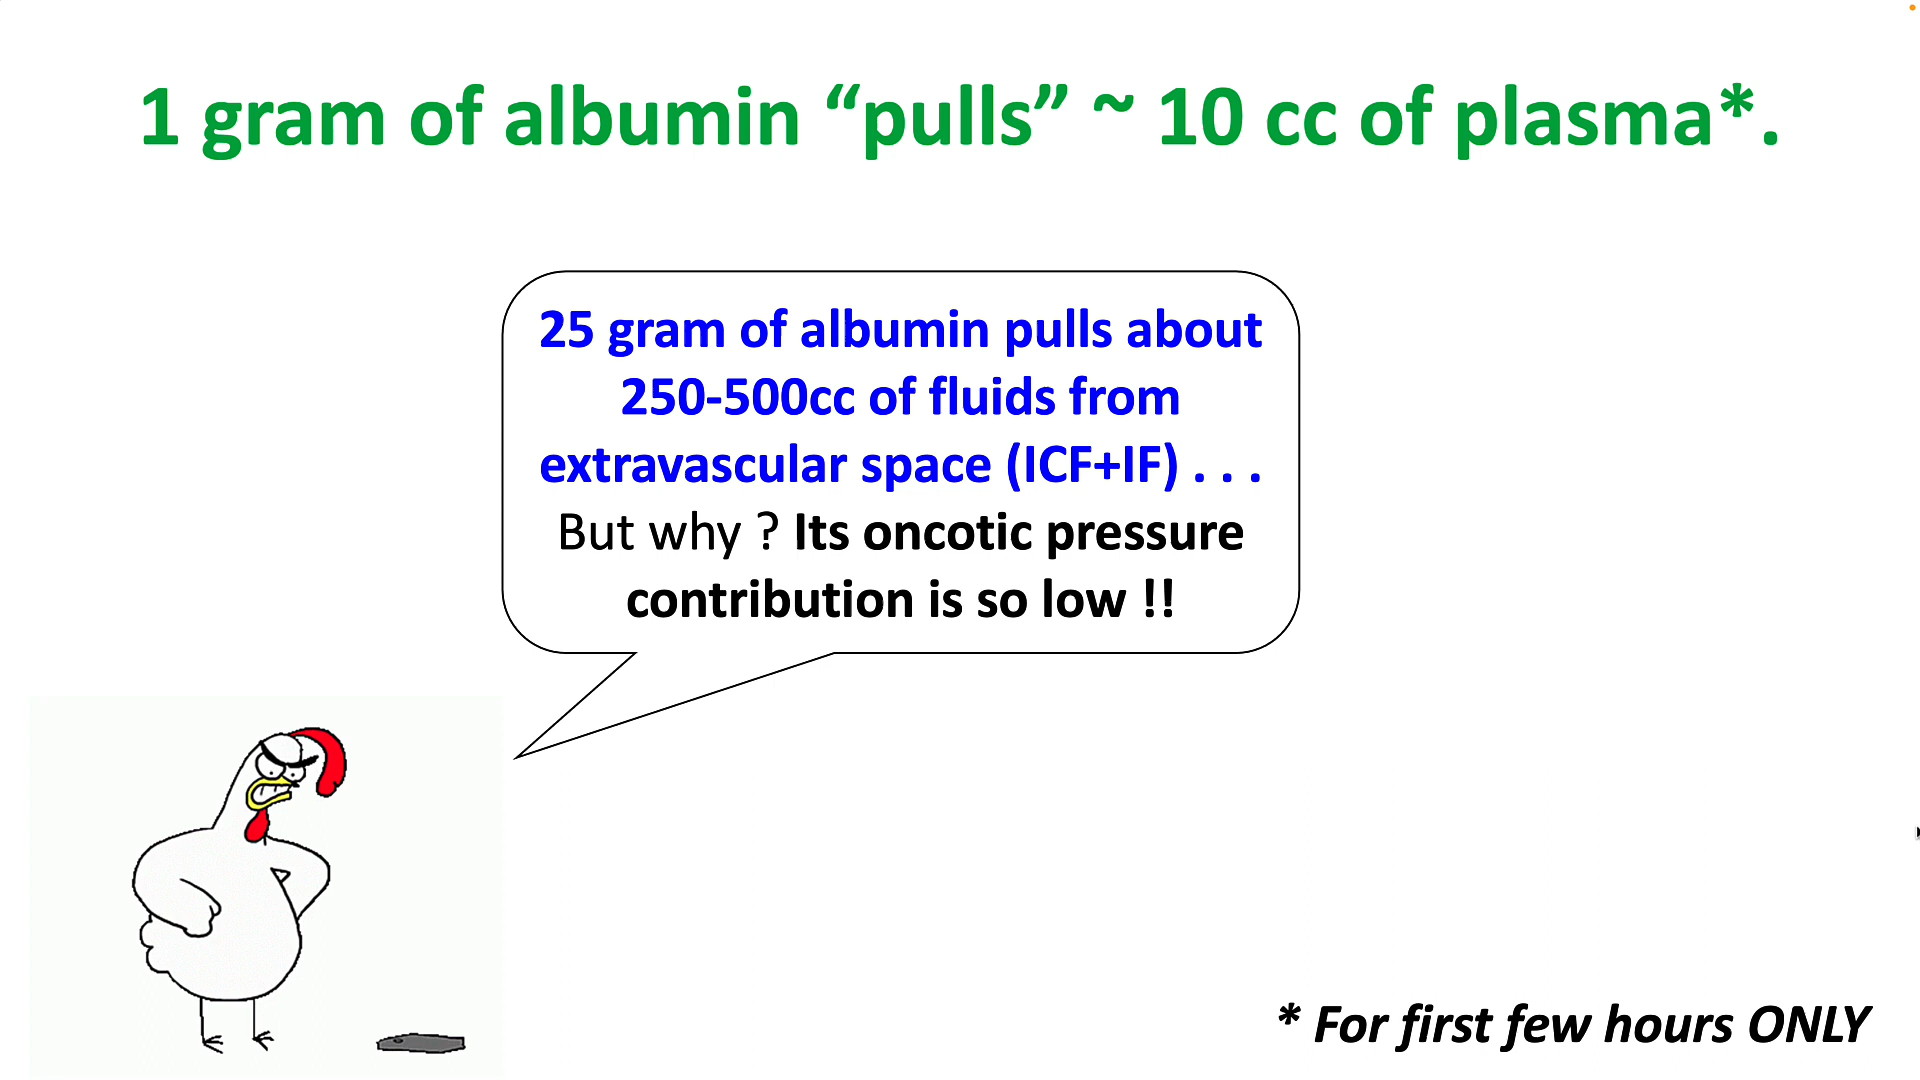 1 gram of albumin “pulls” ~ 10 cc of plasma*.
25 gram of albumin pulls about
250-500cc of fluids from
extravascular space (ICF+IF) . . .
But why ? Its oncotic pressure
contribution is so low !!
* For first few hours ONLY